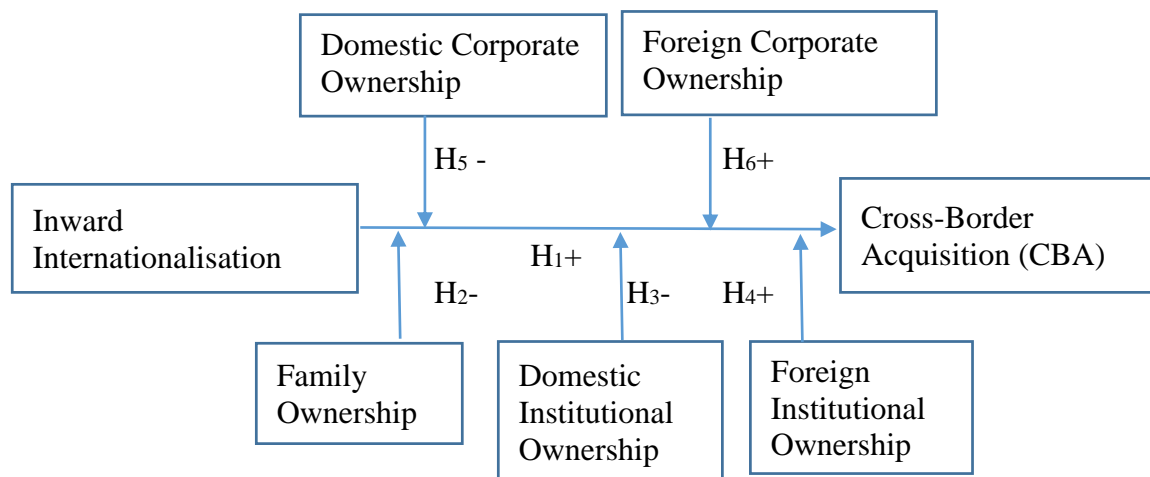 Domestic Corporate
Ownership
Foreign Corporate
Ownership
H5 -
H6+
Inward
Internationalisation
Cross-Border
Acquisition (CBA)
H1+
H2-
H3-
H4+
Family
Ownership
Domestic
Institutional
Ownership
Foreign
Institutional
Ownership